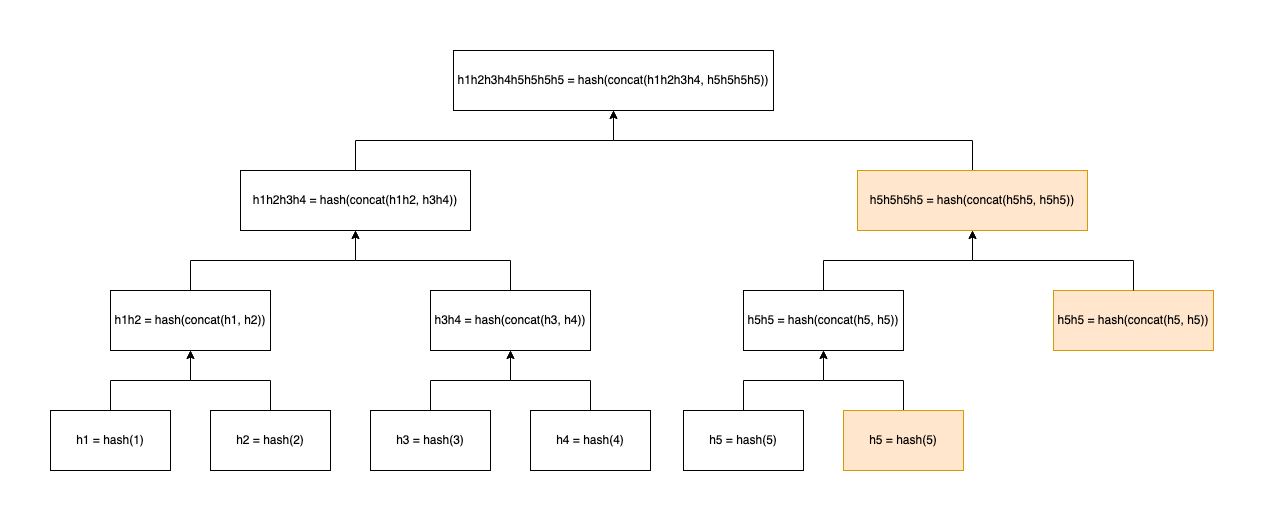 h1h2h3h4h5h5h5h5 = hash(concat(h1h2h3h4, h5h5h5h5))
h1h2h3h4 = hash(concat(h1h2, h3h4))
h5h5h5h5 = hash(concat(h5h5, h5h5))
h1h2 = hash(concat(h1, h2))
h3h4 = hash(concat(h3, h4))
h5h5 = hash(concat(h5, h5))
h5h5 = hash(concat(h5, h5))
h1 = hash(1)
h2 = hash(2)
h3 = hash(3)
h4 = hash(4)
h5 = hash(5)
h5 = hash(5)